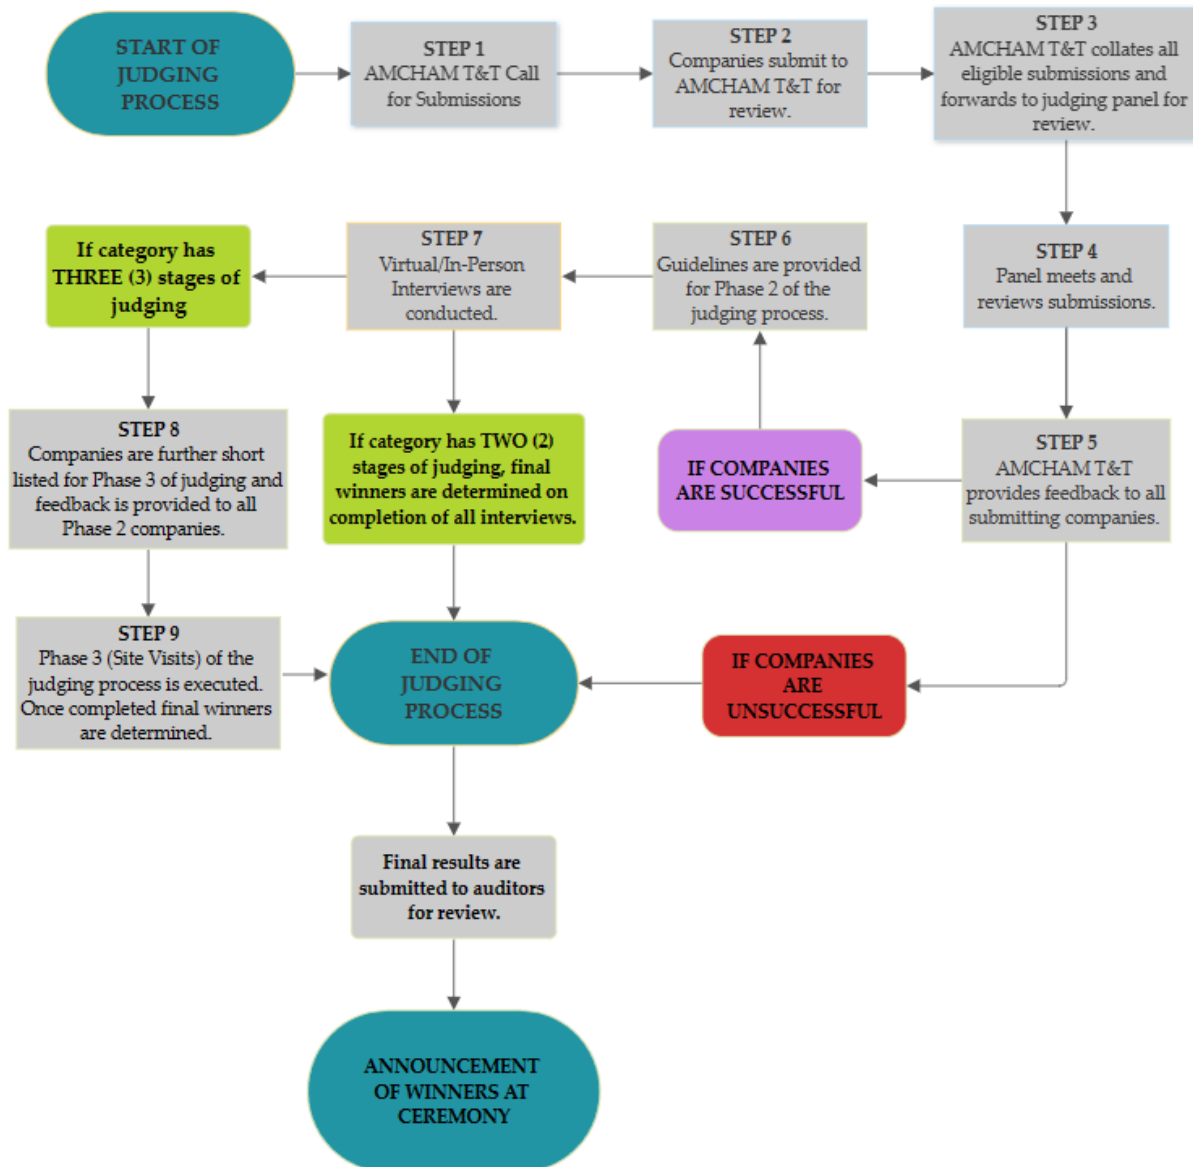 START OF
JUDGING
PROCESS
STEP 1
AMCHAM T&T Call
for Submissions
STEP 2
Companies submit to
AMCHAM T&T for
review.
STEP 3
AMCHAM T&T collates all
eligible submissions and
forwards to judging panel for
review.
STEP 4
Panel meets and
reviews submissions.
STEP 5
AMCHAM T&T
provides feedback to all
submitting companies.
IF COMPANIES
ARE SUCCESSFUL
STEP 6
Guidelines are provided
for Phase 2 of the
judging process.
STEP 7
Virtual/In-Person
Interviews are
conducted.
If category has
THREE (3) stages of
judging
STEP 8
Companies are further short
listed for Phase 3 of judging and
feedback is provided to all
Phase 2 companies.
STEP 9
Phase 3 (Site Visits) of the
judging process is executed.
Once completed final winners
are determined.
If category has TWO (2)
stages of judging, final
winners are determined on
completion of all interviews.
IF COMPANIES
ARE
UNSUCCESSFUL
END OF
JUDGING
PROCESS
Final results are
submitted to auditors
for review.
ANNOUNCEMENT
OF WINNERS AT
CEREMONY